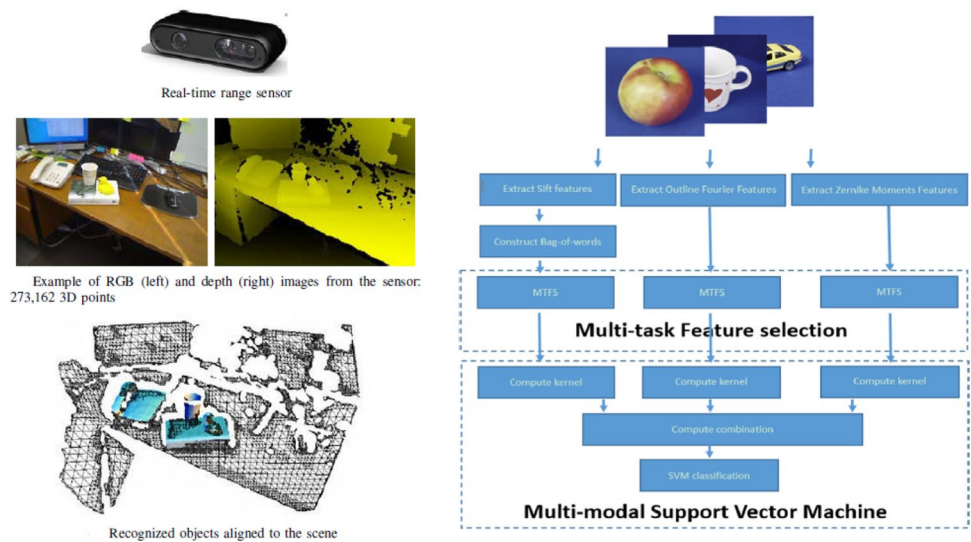 Real-time range sensor
Example of RGB (left) and depth (right) images from the sensor:
273,162 3D points
Recognized objects aligned to the scene
Extract Sift features
Extract Outline Fourier Features
Extract Zernike Moments Features
Construct Bag-of-words
MTFS
MTFS
MTFS
Multi-task Feature selection
Compute kernel
Compute kernel
Compute kernel
Compute combination
SVM classification
Multi-modal Support Vector Machine